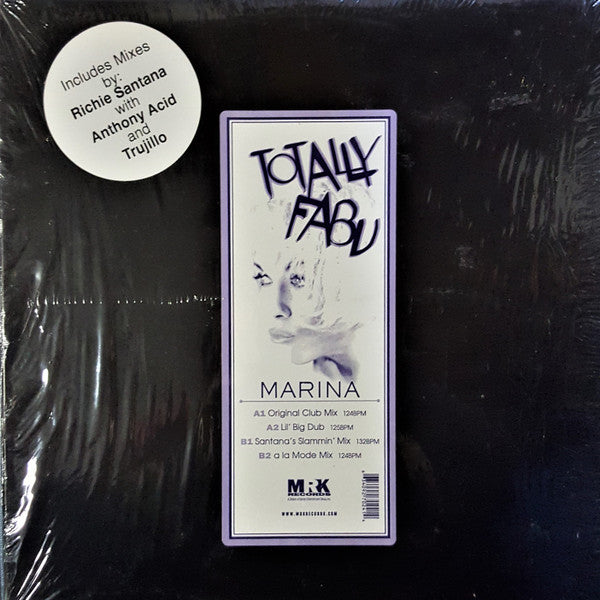 Includes Mixes
by:
Richie Santana
with
Anthony Acid
and
Trujillo
TOTALLY
FABU
MARINA
A1 Original Club Mix 124BPM
A2 Lil' Big Dub 125BPM
B1 Santana's Slammin' Mix 132BPM
B2 a la Mode Mix 124BPM
MRK
RECORDS
WWW.MRKRECORDS.COM